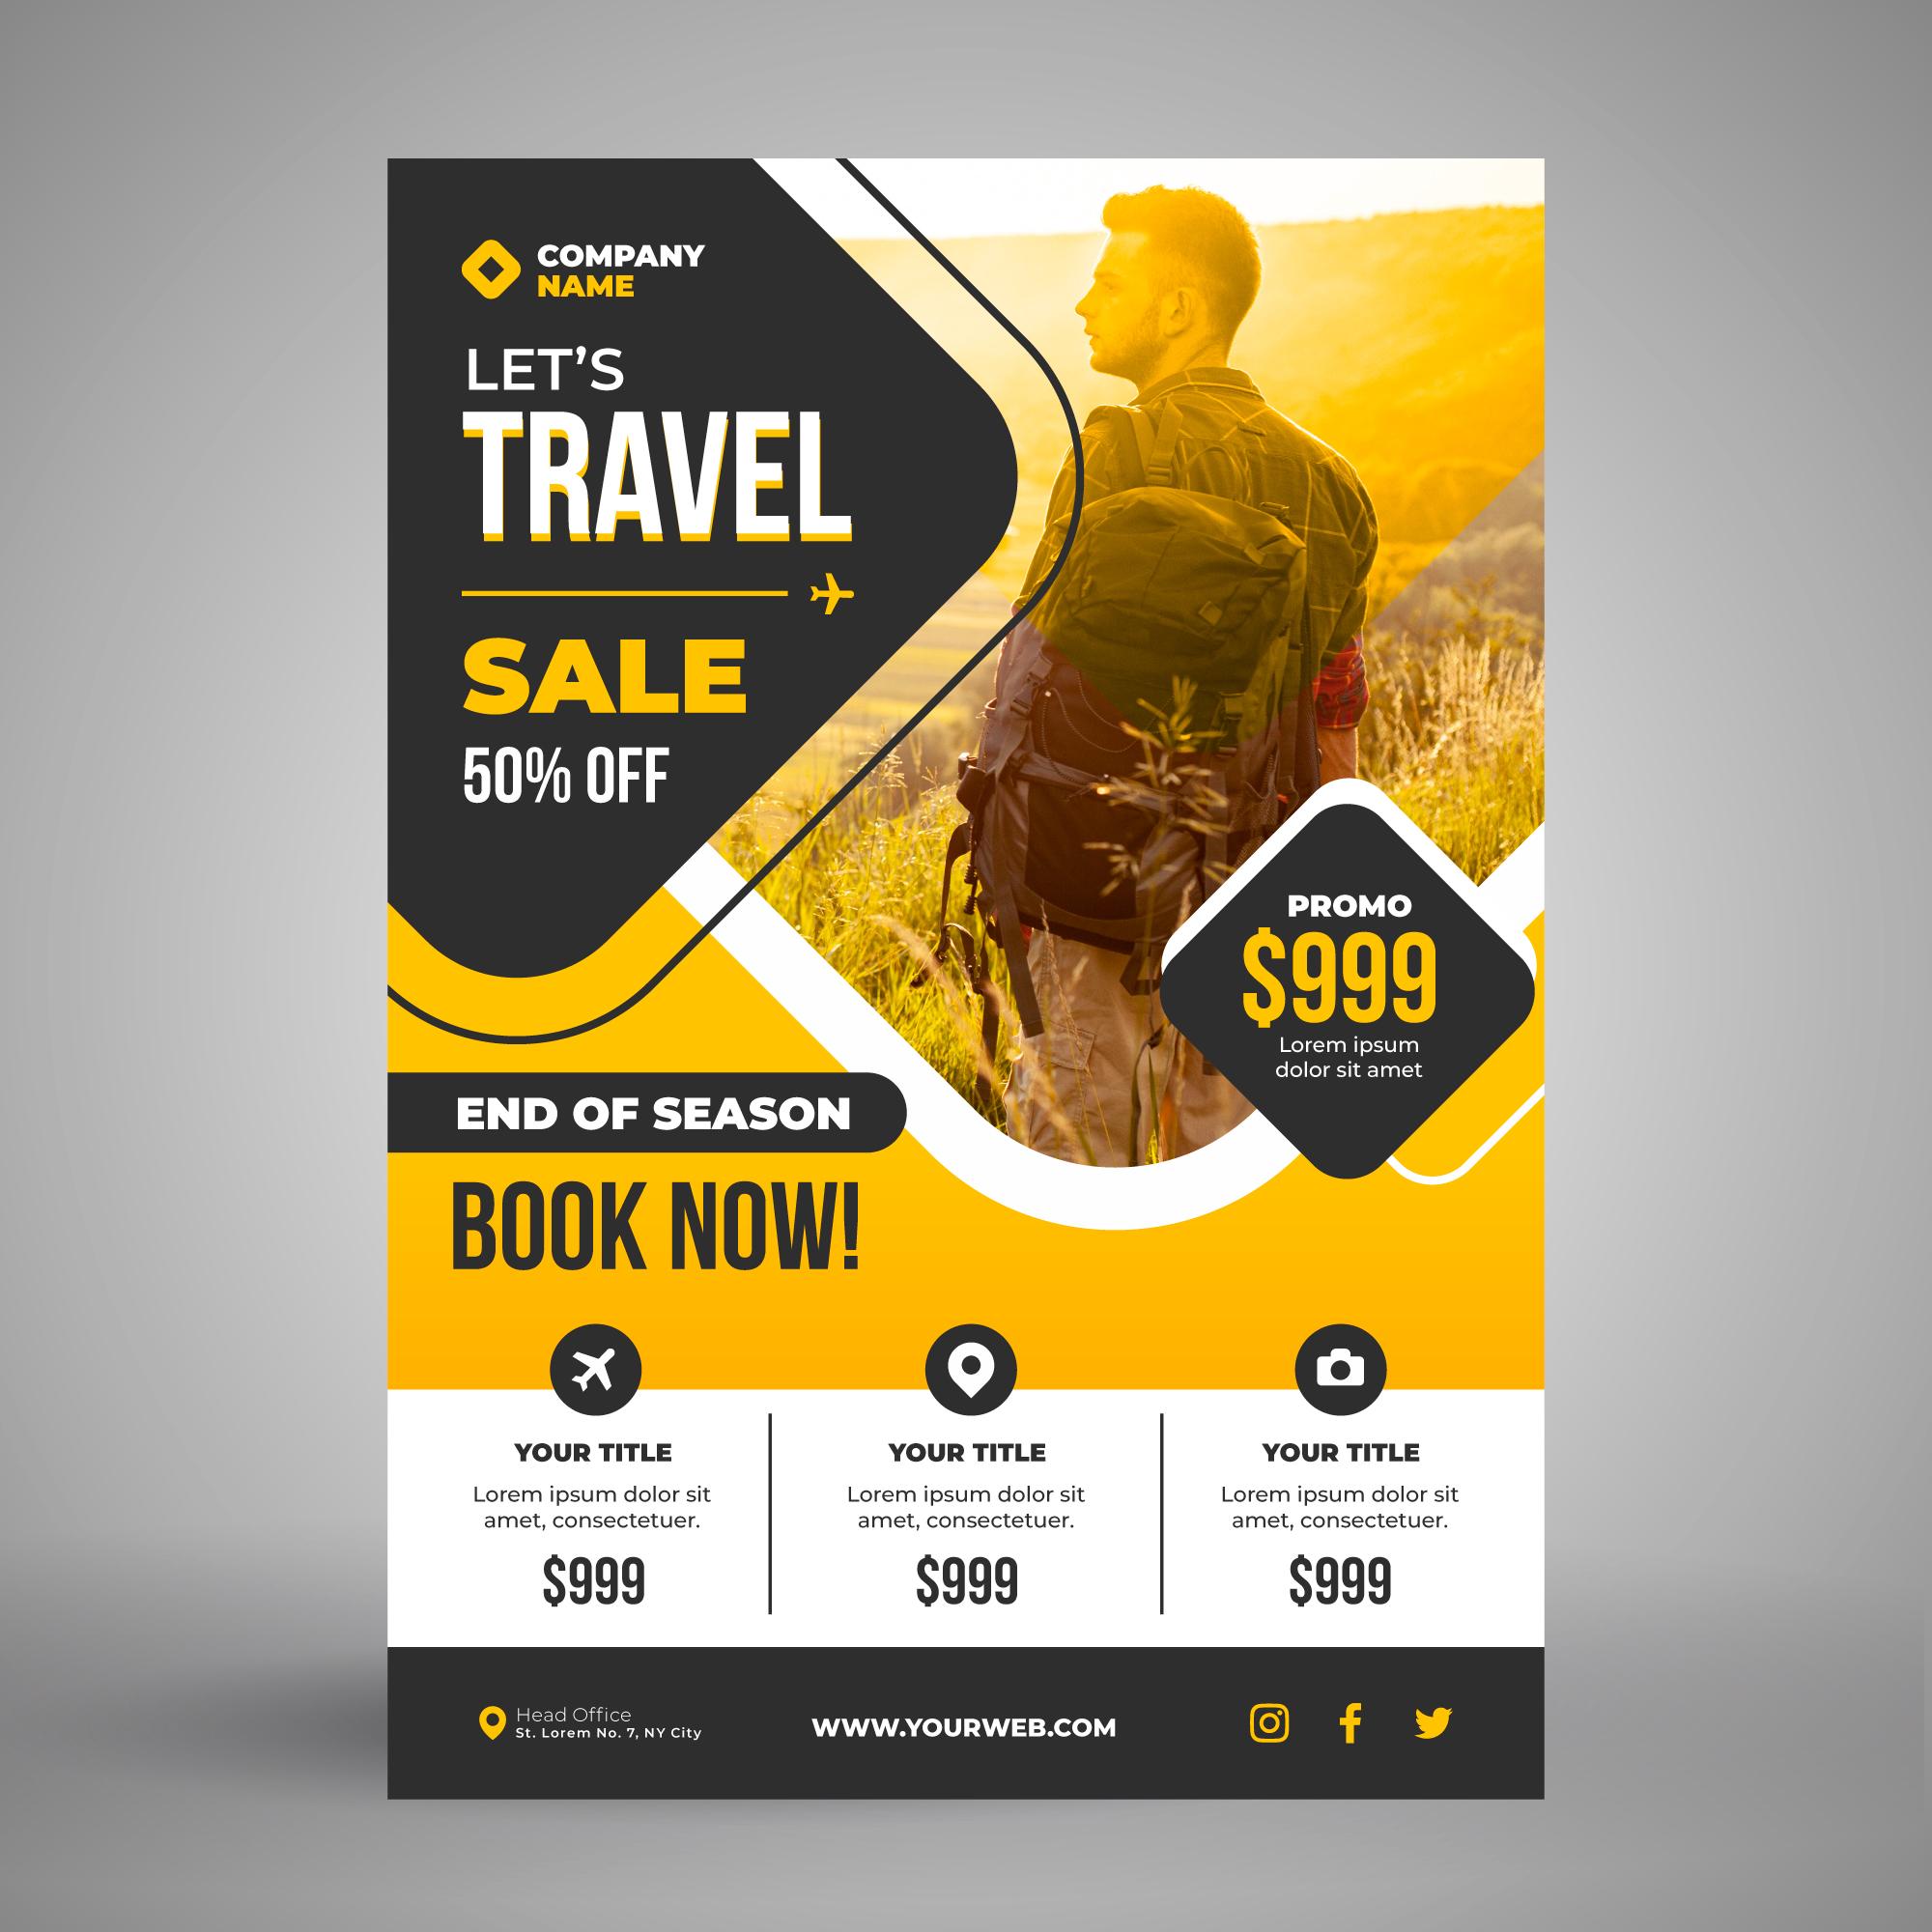 COMPANY
NAME
LET'S
TRAVEL
SALE
50% OFF
PROMO
$999
Lorem ipsum
dolor sit amet
END OF SEASON
BOOK NOW!
YOUR TITLE
Lorem ipsum dolor sit
amet, consectetuer.
$999
YOUR TITLE
Lorem ipsum dolor sit
amet, consectetuer.
$999
YOUR TITLE
Lorem ipsum dolor sit
amet, consectetuer.
$999
Head Office
St. Lorem No. 7, NY City
WWW.YOURWEB.COM